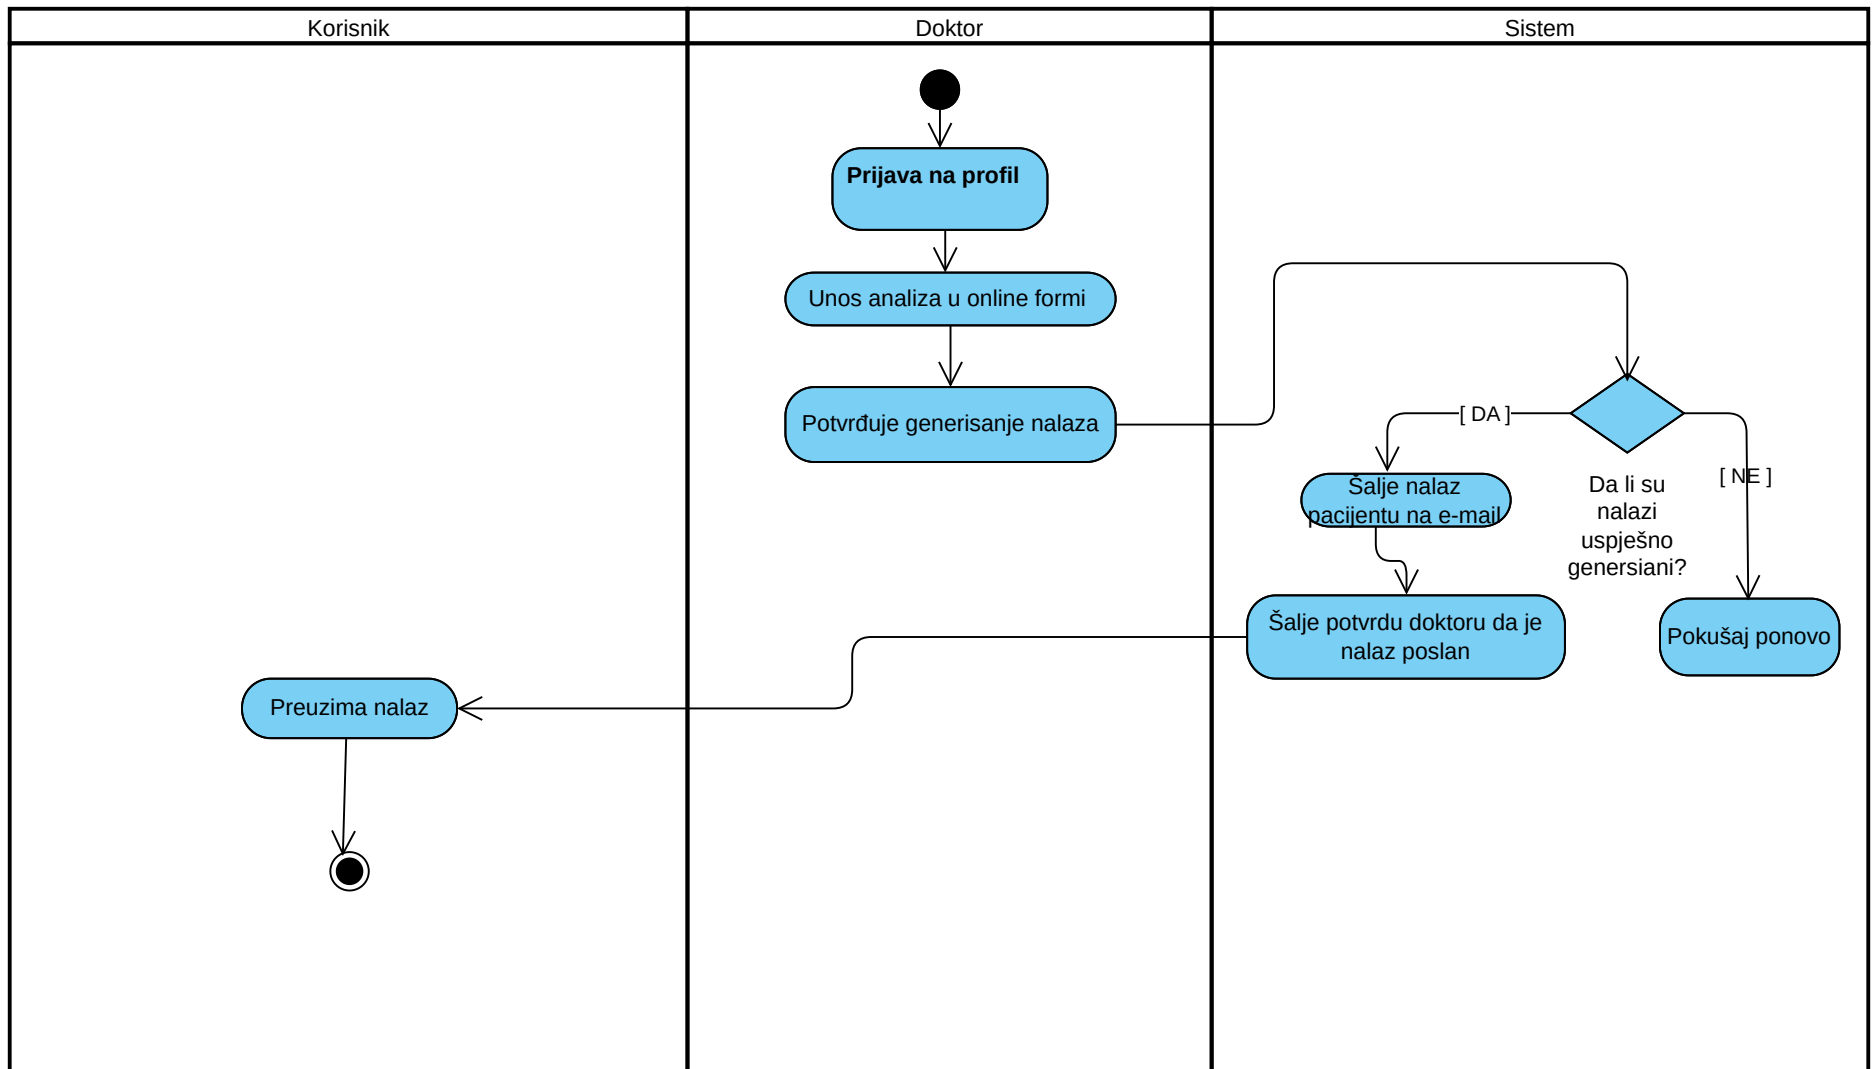 Korisnik
Doktor
Sistem
Prijava na profil
Unos analiza u online formi
Potvrđuje generisanje nalaza
[ DA ]
[ NE ]
Šalje nalaz
pacijentu na e-mail
Da li su
nalazi
uspješno
genersiani?
Šalje potvrdu doktoru da je
nalaz poslan
Pokušaj ponovo
Preuzima nalaz